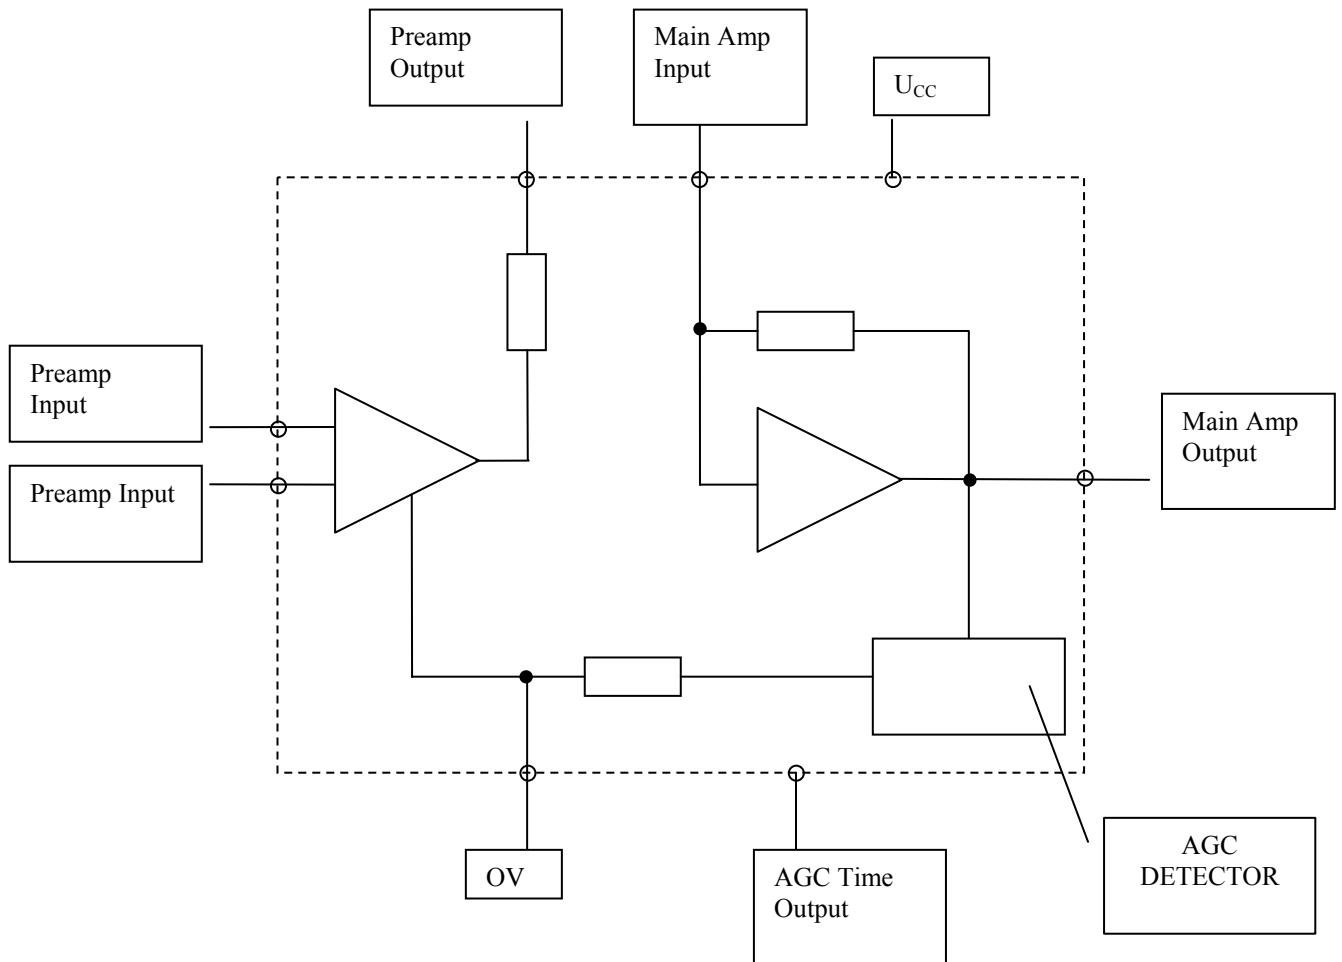 Preamp
Output
Main Amp
Input
UCC
Preamp
Input
Preamp Input
Main Amp
Output
OV
AGC Time
Output
AGC
DETECTOR